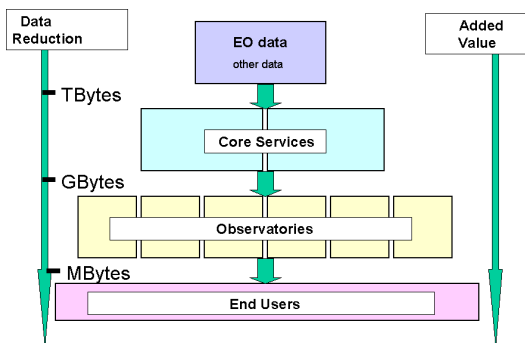 Data
Reduction
EO data
other data
Added
Value
TBytes
Core Services
GBytes
Observatories
MBytes
End Users